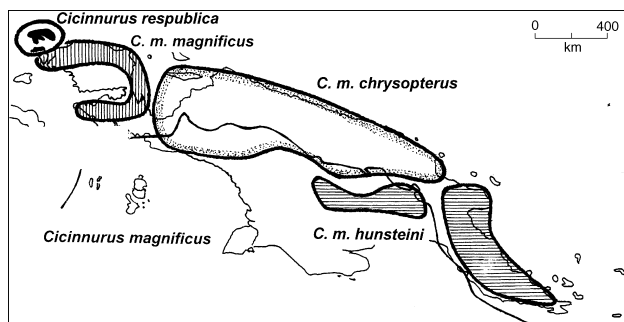 Cicinnurus respublica
C. m. magnificus
0 400
km
C. m. chrysopterus
Cicinnurus magnificus
C. m. hunsteini